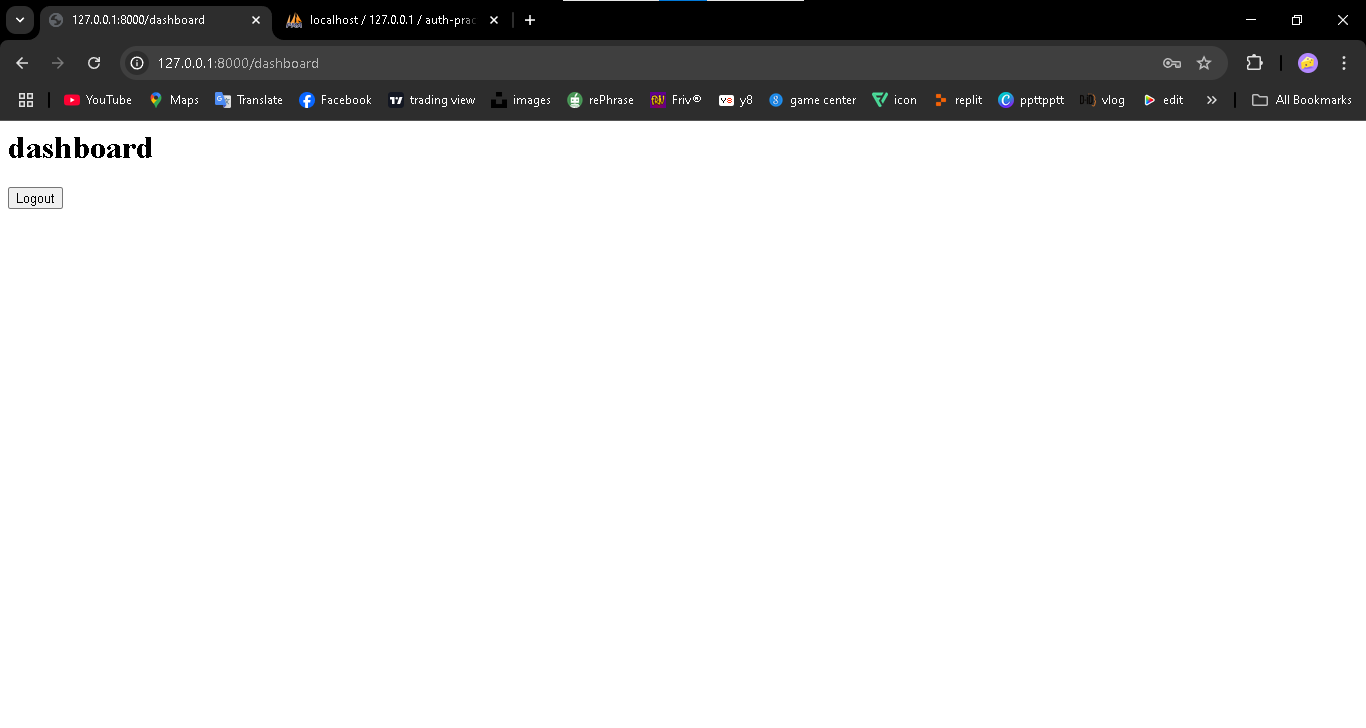 127.0.0.1:8000/dashboard
localhost / 127.0.0.1 / auth-prac
127.0.0.1:8000/dashboard
YouTube Maps Translate Facebook trading view images rePhrase Friv® y8 game center icon replit ppttpptt vlog edit » All Bookmarks
dashboard
Logout